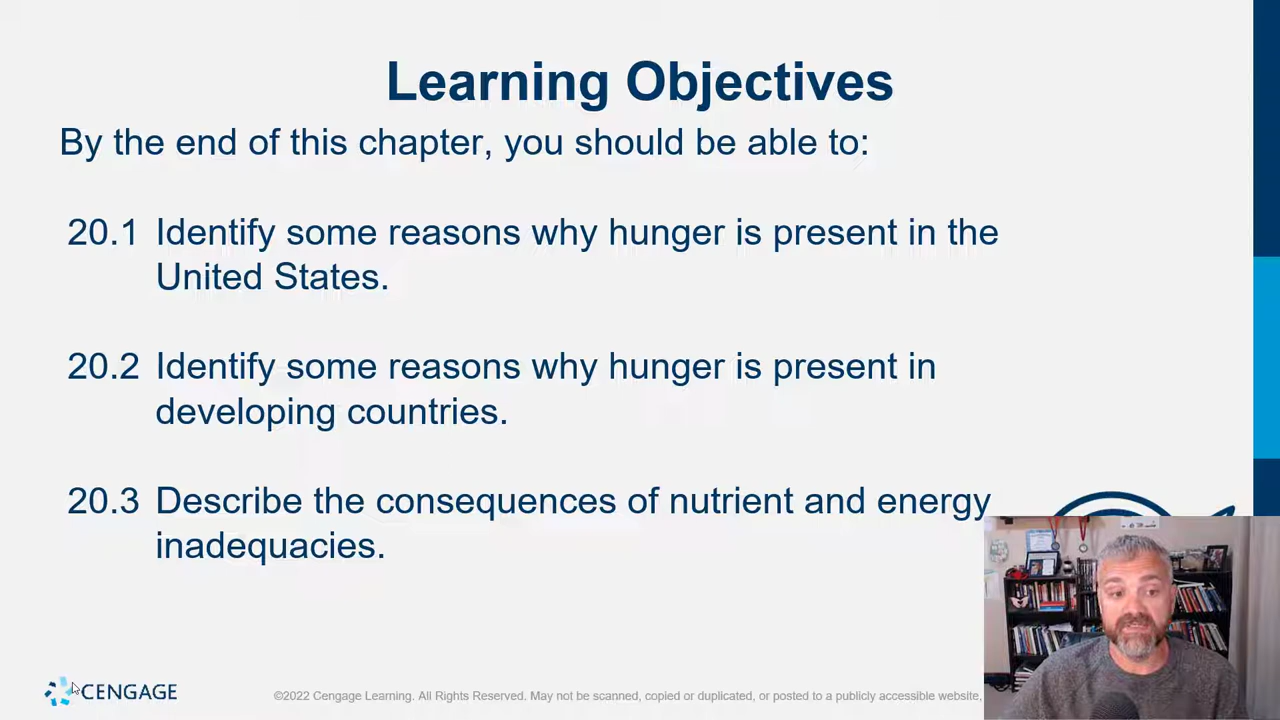 Learning Objectives
By the end of this chapter, you should be able to:
20.1 Identify some reasons why hunger is present in the
United States.
20.2 Identify some reasons why hunger is present in
developing countries.
20.3 Describe the consequences of nutrient and energy
inadequacies.
CENGAGE
©2022 Cengage Learning. All Rights Reserved. May not be scanned, copied or duplicated, or posted to a publicly accessible website,